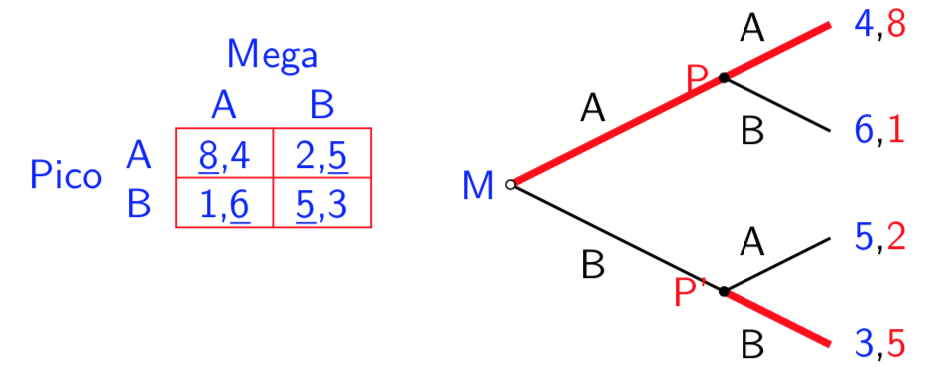 Mega
A B
Pico A 8,4 2,5
B 1,6 5,3
A 4,8
P
A
B 6,1
M
A 5,2
B
P'
B 3,5